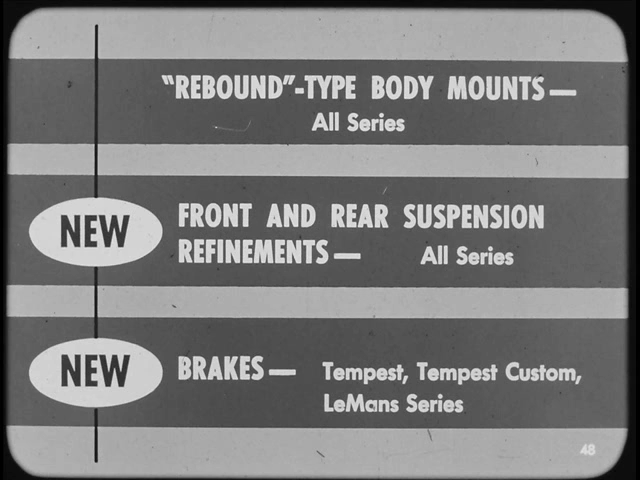 "REBOUND"-TYPE BODY MOUNTS—
All Series
NEW
FRONT AND REAR SUSPENSION
REFINEMENTS— All Series
NEW
BRAKES— Tempest, Tempest Custom,
LeMans Series
48